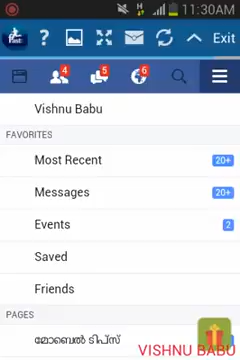 H 11:30AM
Flist ? Exit
4 5 6
Vishnu Babu
FAVORITES
Most Recent 20+
Messages 20+
Events 2
Saved
Friends
PAGES
മോബൈൽ ടിപ്സ്
VISHNU BABU